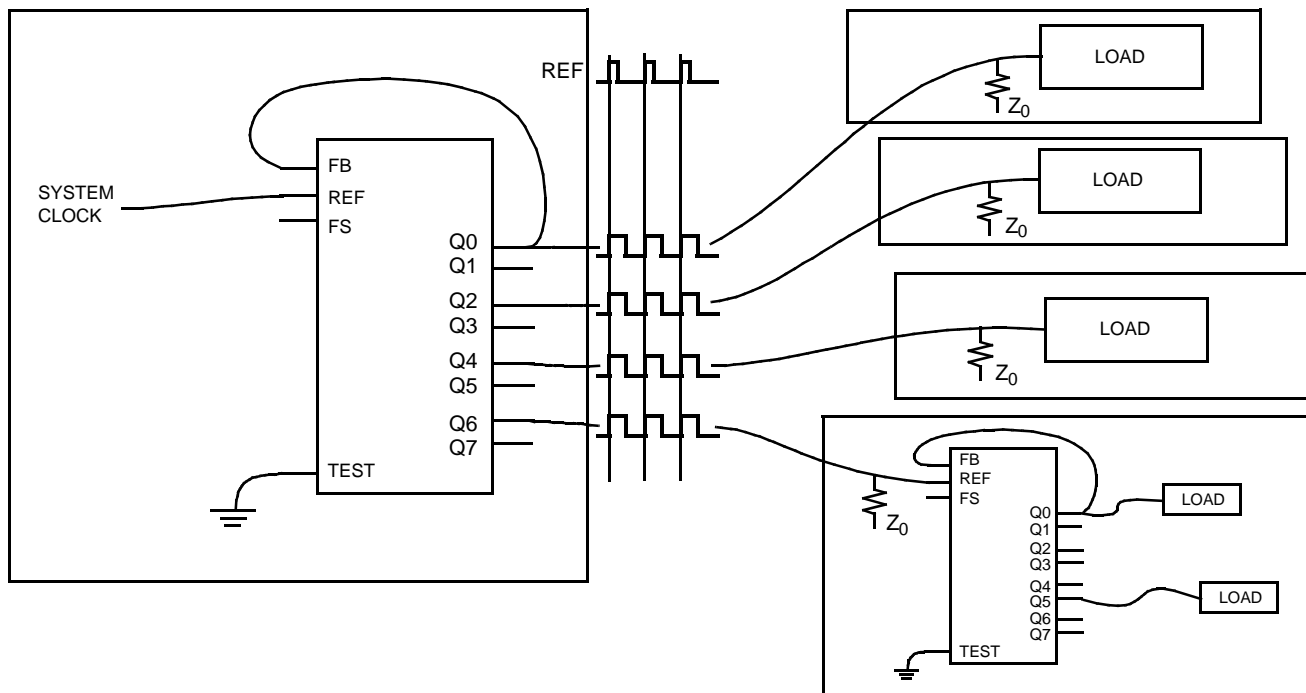 REF
SYSTEM
CLOCK
FB
REF
FS
Q0
Q1
Q2
Q3
Q4
Q5
Q6
Q7
TEST
LOAD
Z0
LOAD
Z0
LOAD
Z0
Z0
FB
REF
FS
Q0
Q1
Q2
Q3
Q4
Q5
Q6
Q7
TEST
LOAD
LOAD